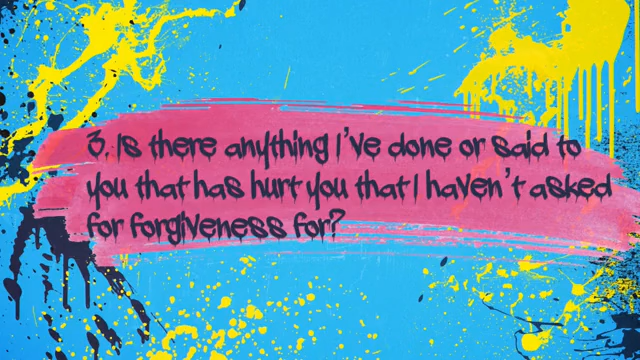 3. Is there anything I've done or said to
you that has hurt you that I haven't asked
for forgiveness for?